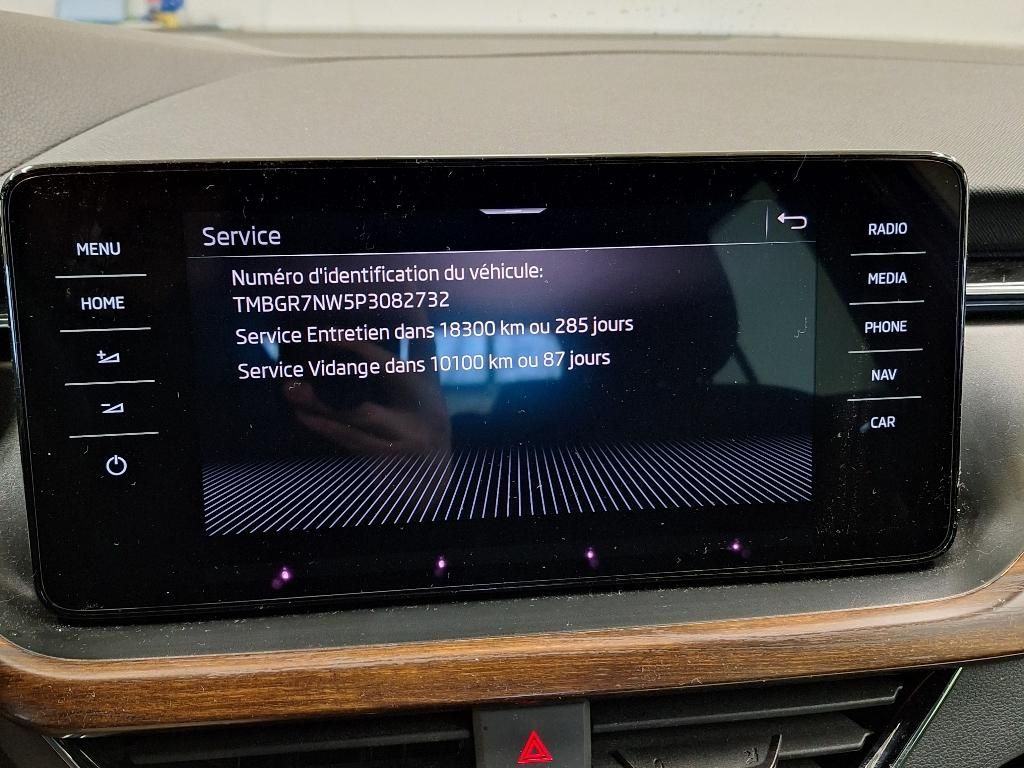 Service
MENU
HOME
RADIO
MEDIA
PHONE
NAV
CAR
Numéro d'identification du véhicule:
TMBGR7NW5P3082732
Service Entretien dans 18300 km ou 285 jours
Service Vidange dans 10100 km ou 87 jours